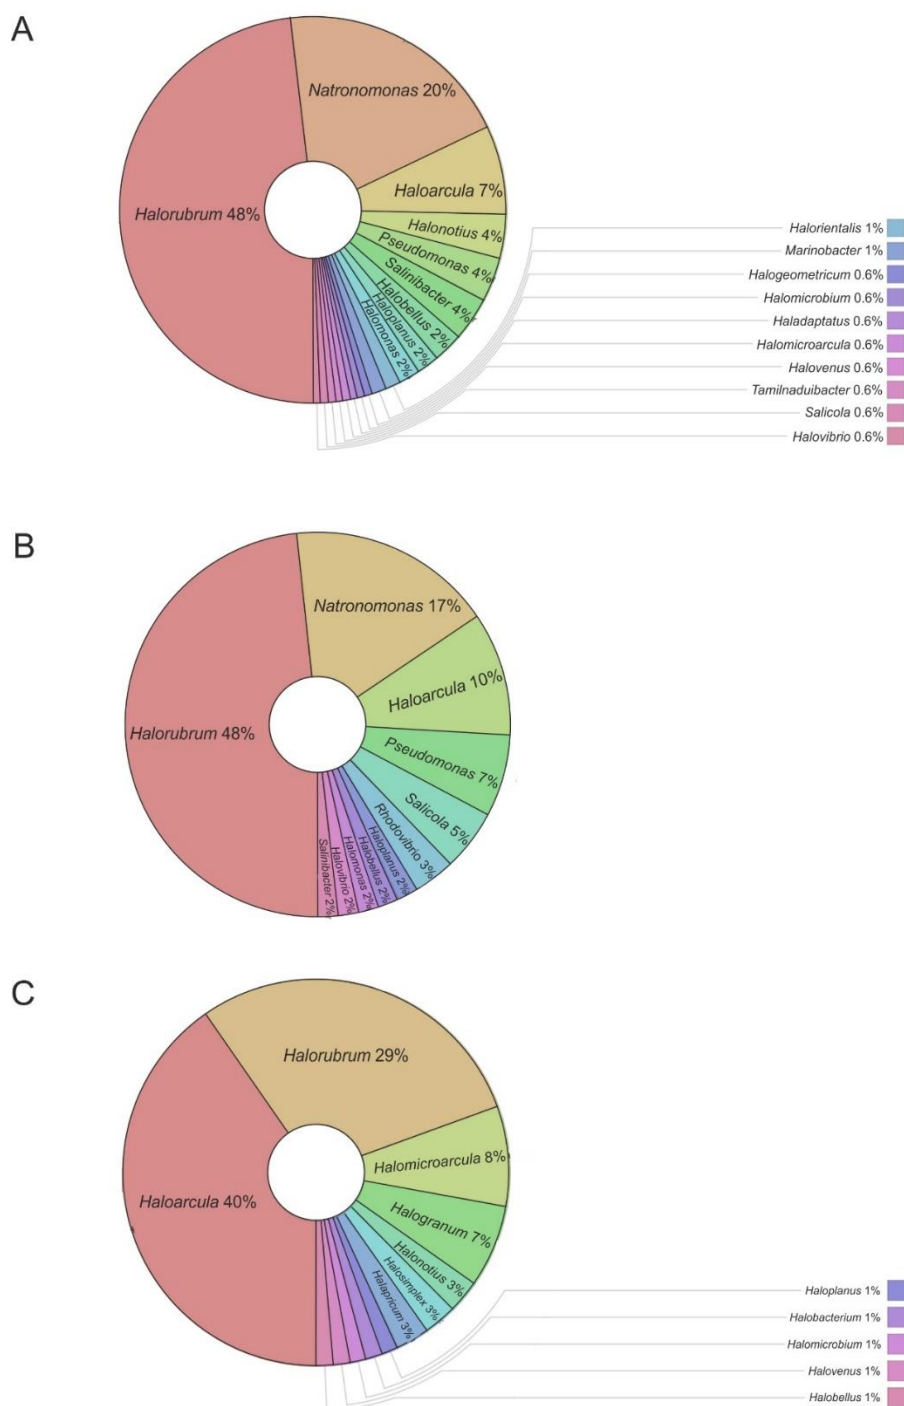 A
Natronomonas 20%
Haloarcula 7%
Halorubrum 48%
Halonotius 4%
Pseudomonas 4%
Salinibacter 4%
Halobellus 2%
Haloplanus 2%
Halomonas 2%
Halorientalis 1%
Marinobacter 1%
Halogeometricum 0.6%
Halomicrobium 0.6%
Haladaptatus 0.6%
Halomicroarcula 0.6%
Halovenus 0.6%
Tamilnaduibacter 0.6%
Salicola 0.6%
Halovibrio 0.6%
B
Natronomonas 17%
Haloarcula 10%
Halorubrum 48%
Pseudomonas 7%
Salicola 5%
Rhodovibrio 3%
Haloplanus 2%
Halobellus 2%
Halomonas 2%
Halovibrio 2%
Salinibacter 2%
C
Halorubrum 29%
Halomicroarcula 8%
Haloarcula 40%
Halogranum 7%
Halonotius 3%
Halosimplex 3%
Halapricum 3%
Haloplanus 1%
Halobacterium 1%
Halomicrobium 1%
Halovenus 1%
Halobellus 1%